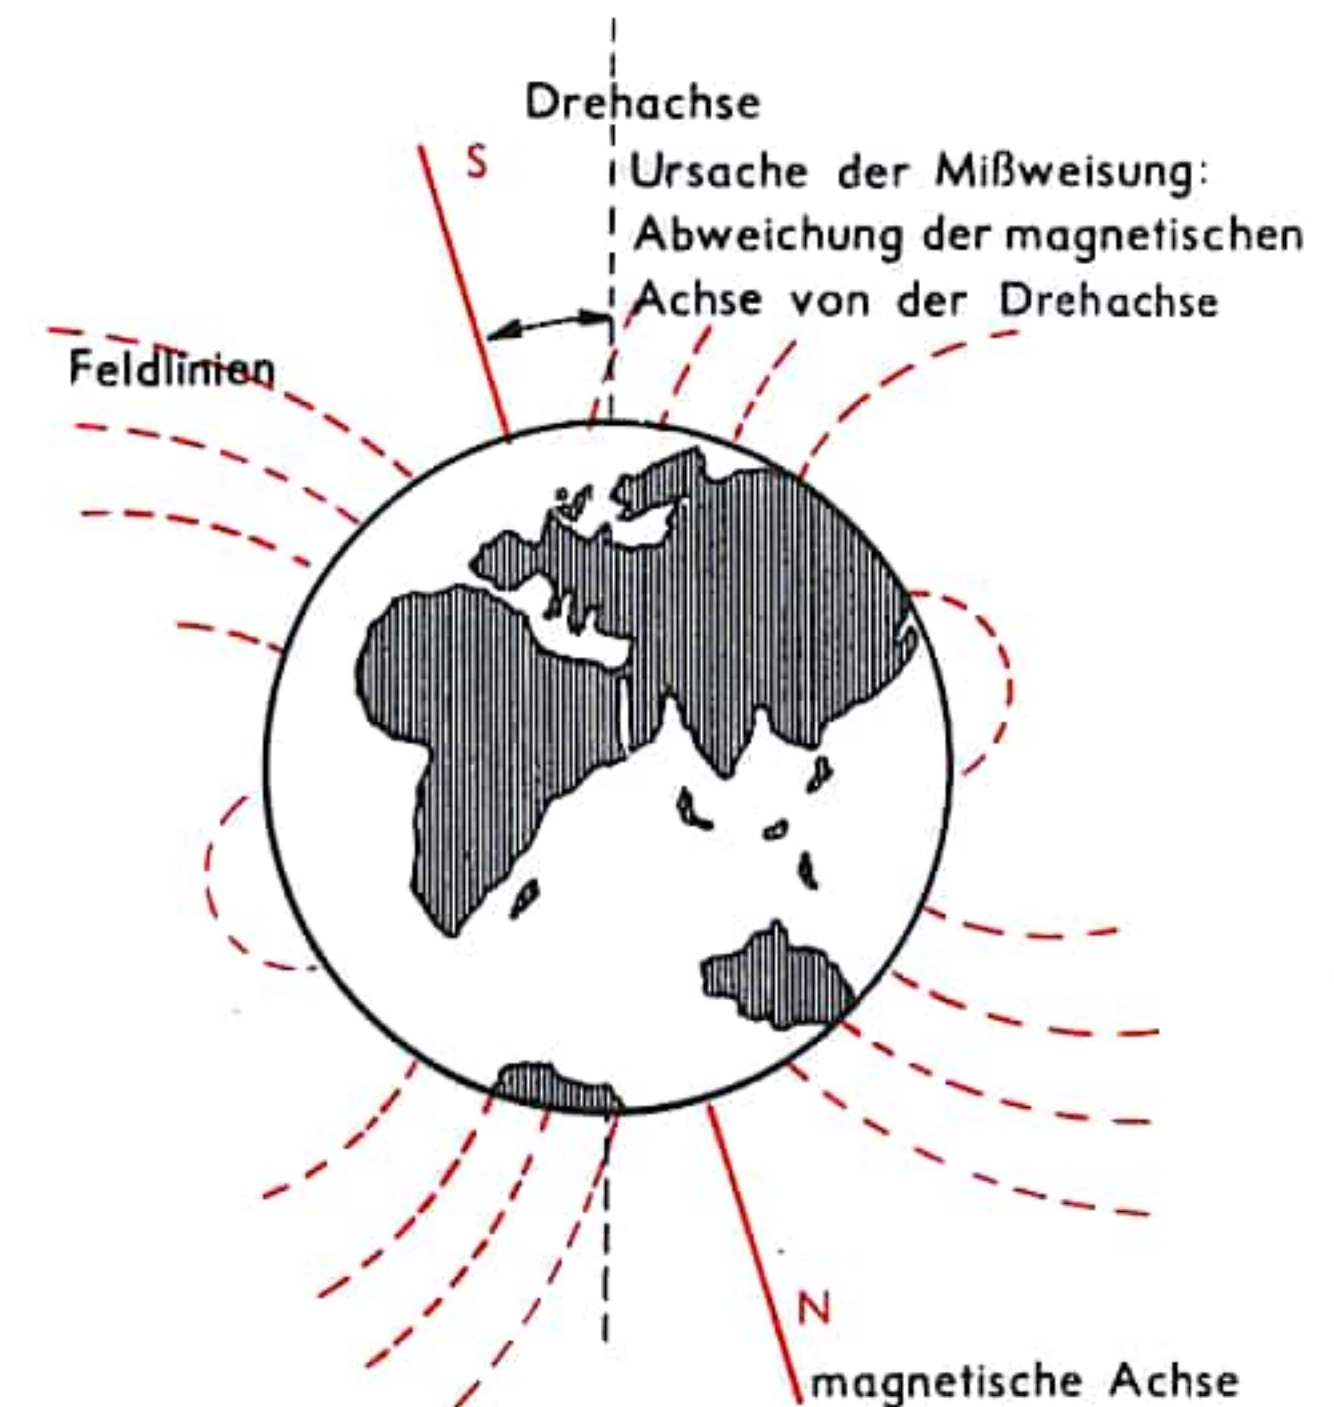 Drehachse
S
Ursache der Mißweisung:
Abweichung der magnetischen
Achse von der Drehachse
Feldlinien
N
magnetische Achse